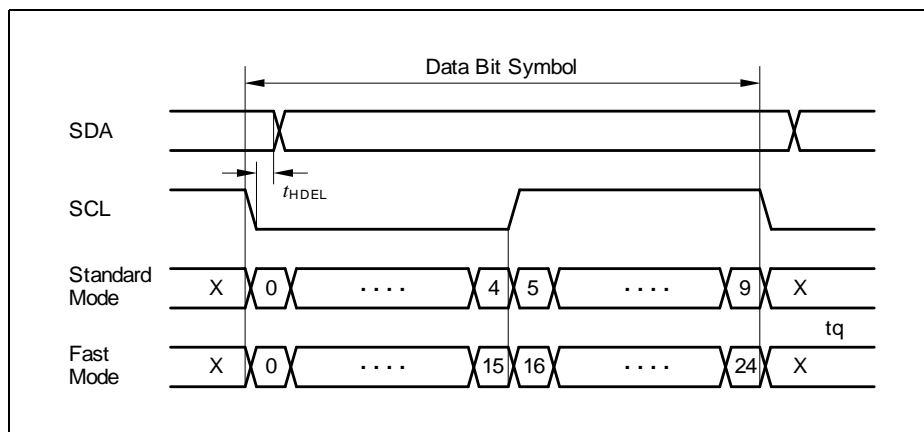 Data Bit Symbol
SDA
tHDEL
SCL
Standard
Mode
X 0 .... 4 5 .... 9 X
tq
Fast
Mode
X 0 .... 15 16 .... 24 X